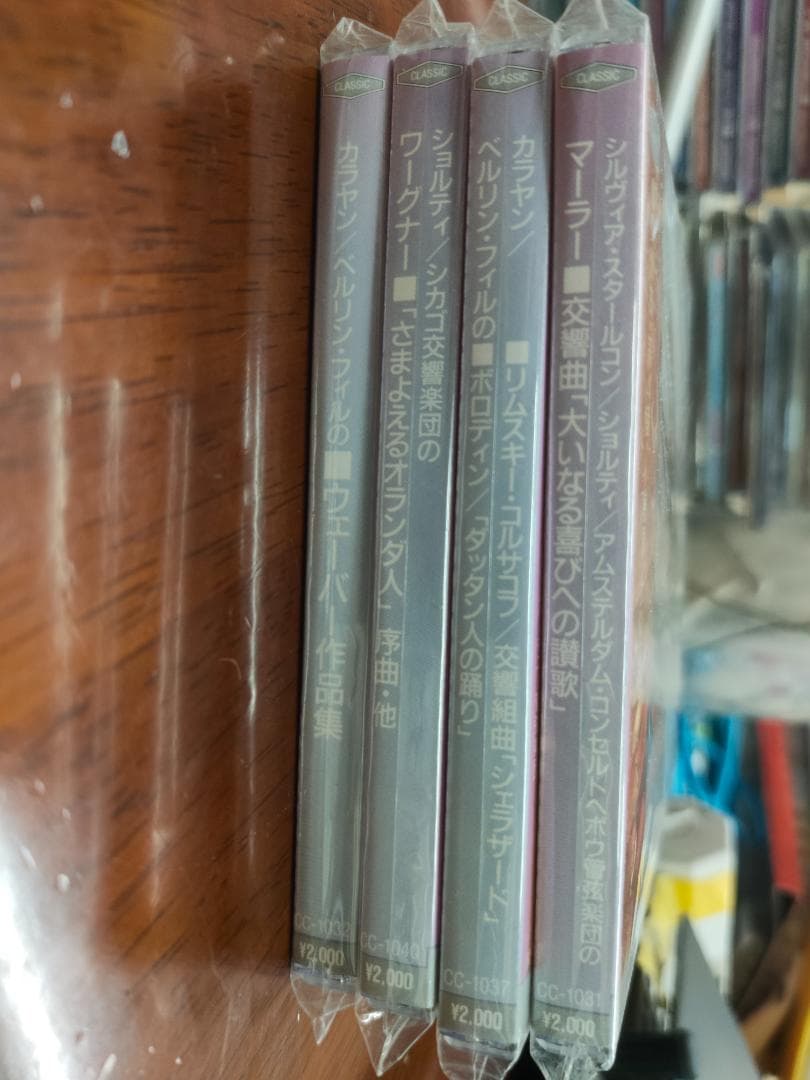 CLASSIC
カラヤン/ベルリン・フィルの■ウェーバー作品集
CC-1032
¥2,000
CLASSIC
ショルティ/シカゴ交響楽団の
ワーグナー■「さまよえるオランダ人」序曲・他
CC-1040
¥2,000
CLASSIC
カラヤン/
ベルリン・フィルの
■リムスキー・コルサコフ/交響組曲「シェラザード」
■ボロディン/「ダッタン人の踊り」
CC-1037
¥2,000
CLASSIC
シルヴィア・スタールマン/ショルティ/アムステルダム・コンセルトヘボウ管弦楽団の
マーラー■交響曲「大いなる喜びへの讃歌」
CC-1081
¥2,000